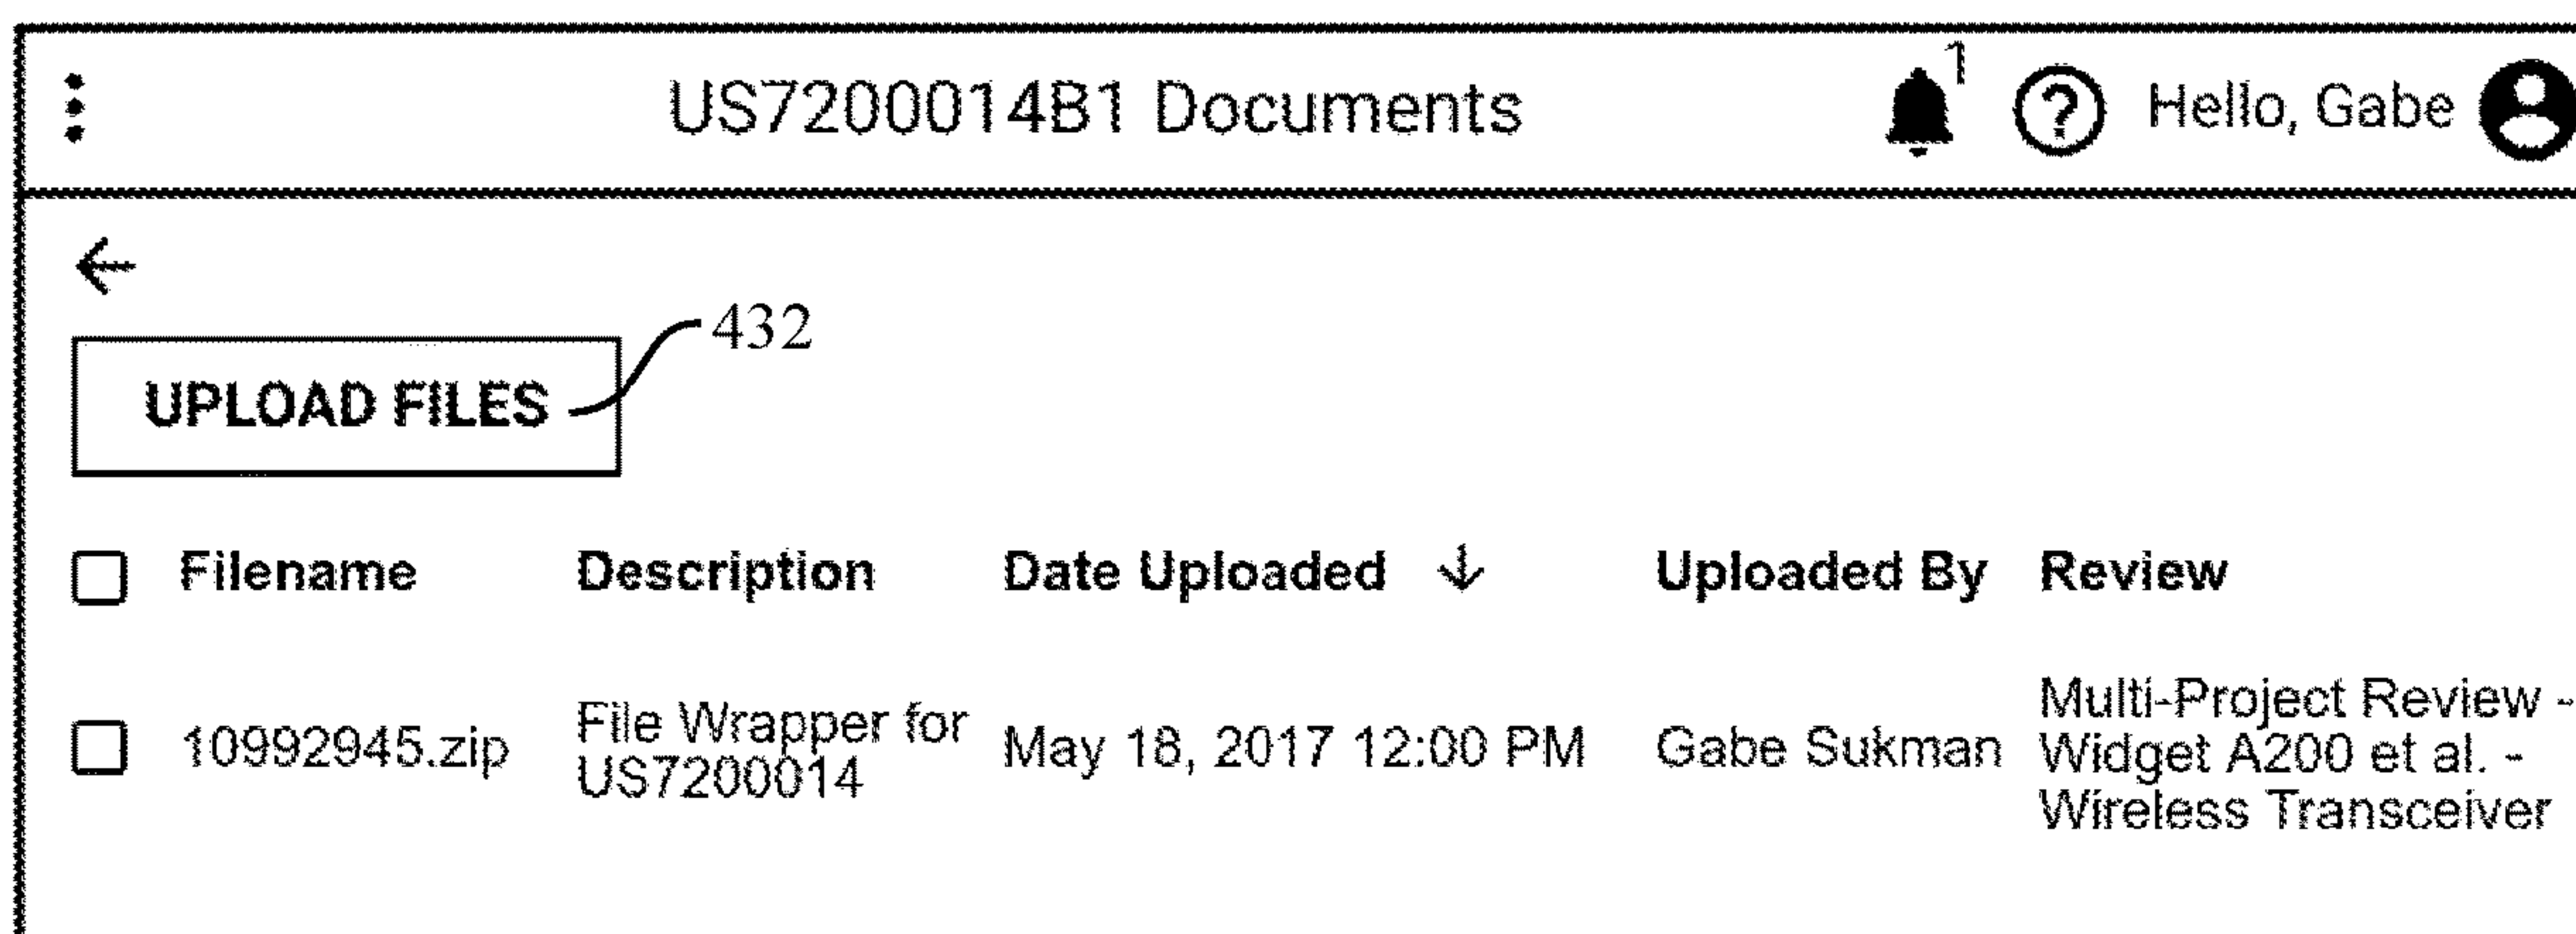 US7200014B1 Documents 1 ? Hello, Gabe
432
UPLOAD FILES
Filename Description Date Uploaded Uploaded By Review
10992945.zip File Wrapper for US7200014 May 18, 2017 12:00 PM Gabe Sukman Multi-Project Review - Widget A200 et al. - Wireless Transceiver